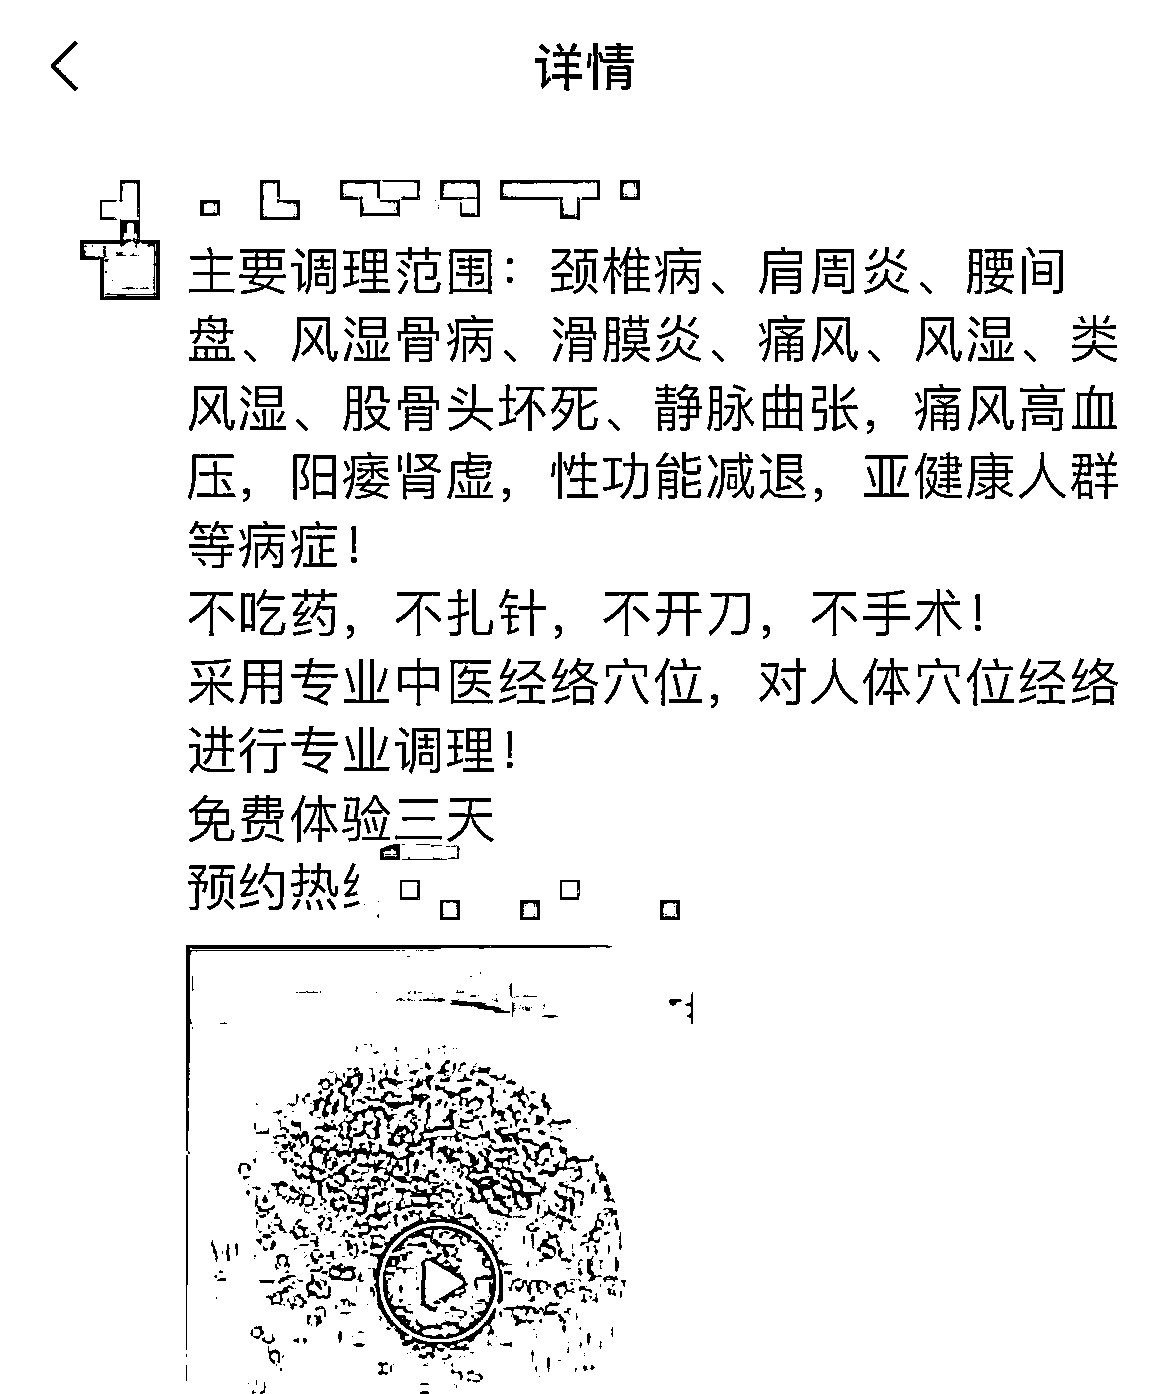 详情
主要调理范围：颈椎病、肩周炎、腰间
盘、风湿骨病、滑膜炎、痛风、风湿、类
风湿、股骨头坏死、静脉曲张，痛风高血
压，阳痿肾虚，性功能减退，亚健康人群
等病症！
不吃药，不扎针，不开刀，不手术！
采用专业中医经络穴位，对人体穴位经络
进行专业调理！
免费体验三天
预约热